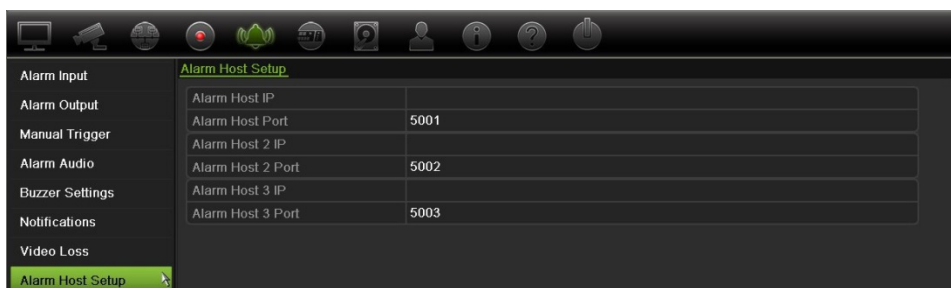 Alarm Input
Alarm Output
Manual Trigger
Alarm Audio
Buzzer Settings
Notifications
Video Loss
Alarm Host Setup
Alarm Host Setup
Alarm Host IP
Alarm Host Port 5001
Alarm Host 2 IP
Alarm Host 2 Port 5002
Alarm Host 3 IP
Alarm Host 3 Port 5003